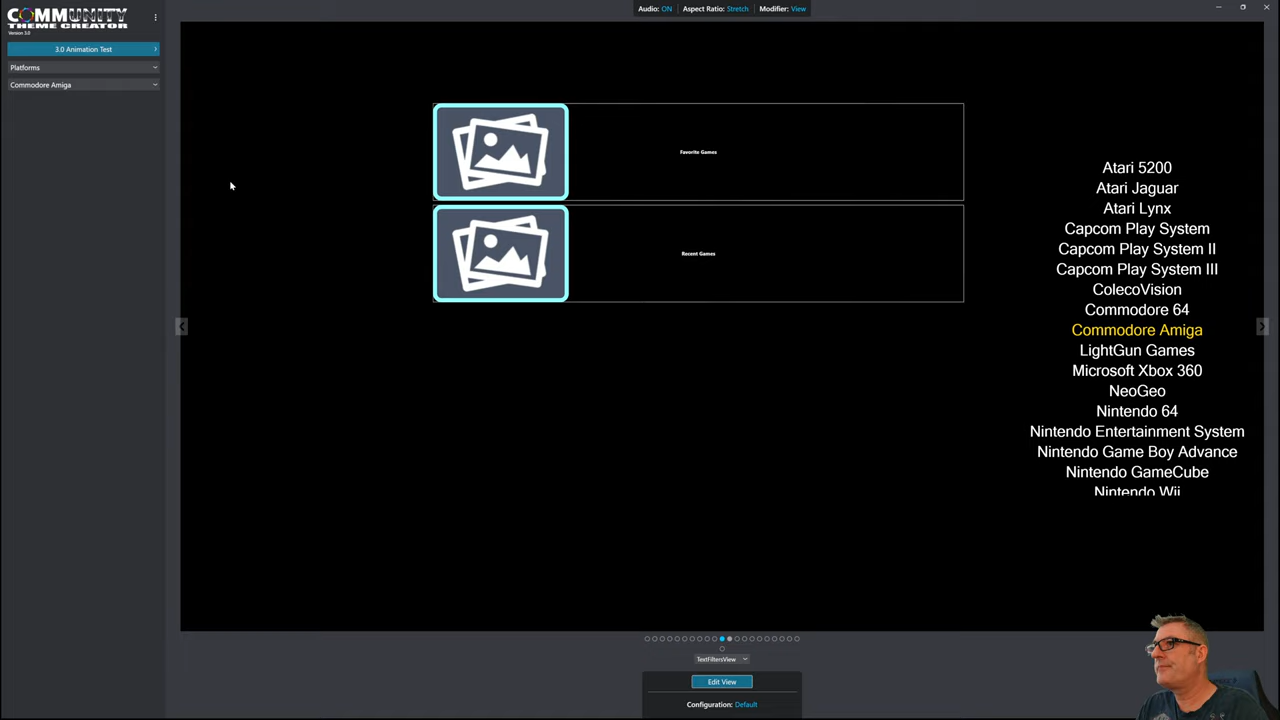 COMMUNITY
THEME CREATOR
Version 3.0
3.0 Animation Test
Platforms
Commodore Amiga
Audio: ON Aspect Ratio: Stretch Modifier: View
Favorite Games
Recent Games
Atari 5200
Atari Jaguar
Atari Lynx
Capcom Play System
Capcom Play System II
Capcom Play System III
ColecoVision
Commodore 64
Commodore Amiga
LightGun Games
Microsoft Xbox 360
NeoGeo
Nintendo 64
Nintendo Entertainment System
Nintendo Game Boy Advance
Nintendo GameCube
Nintendo Wii
TextFiltersView
Edit View
Configuration: Default